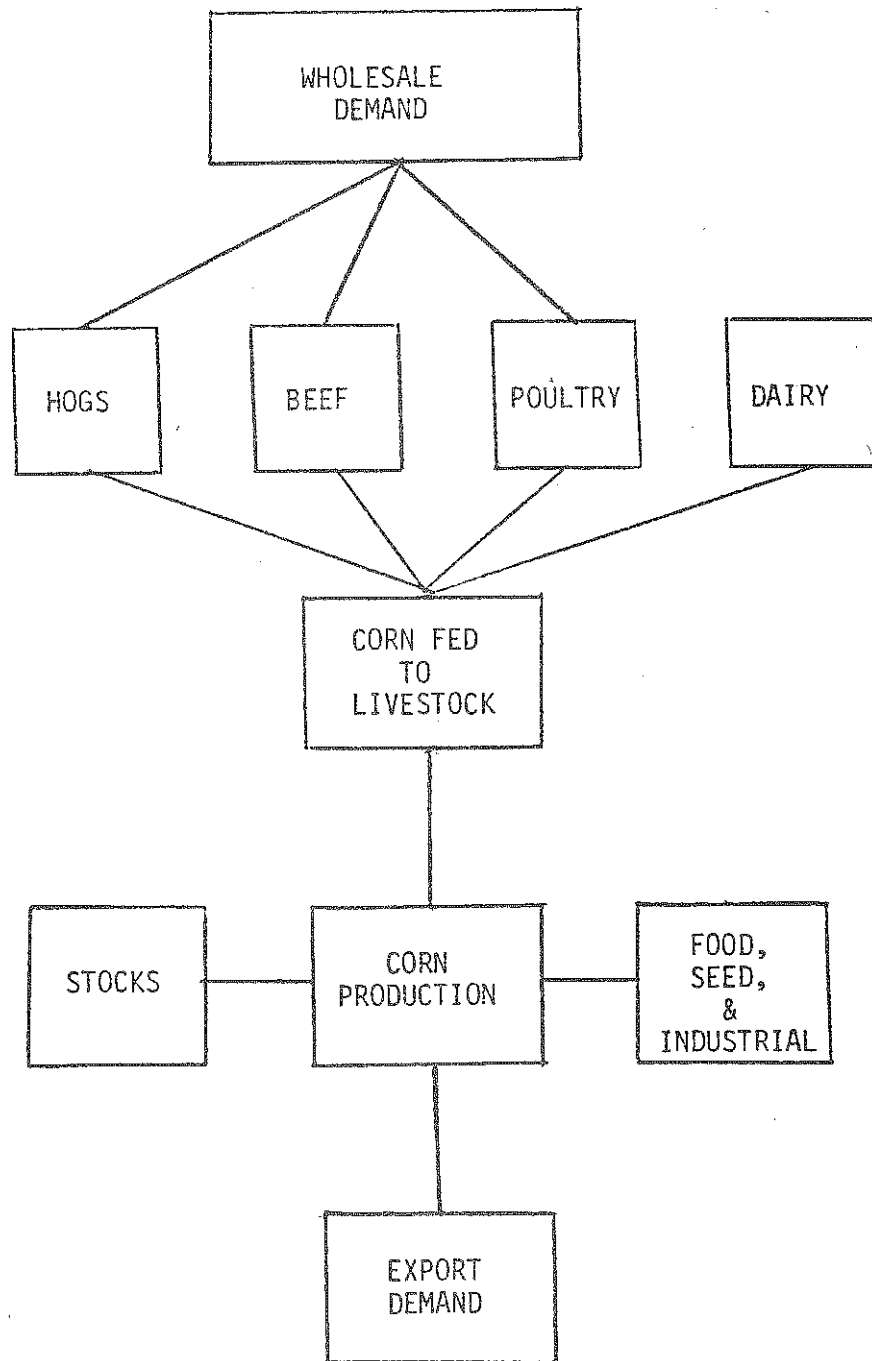 WHOLESALE
DEMAND
HOGS
BEEF
POULTRY
DAIRY
CORN FED
TO
LIVESTOCK
STOCKS
CORN
PRODUCTION
FOOD,
SEED,
&
INDUSTRIAL
EXPORT
DEMAND